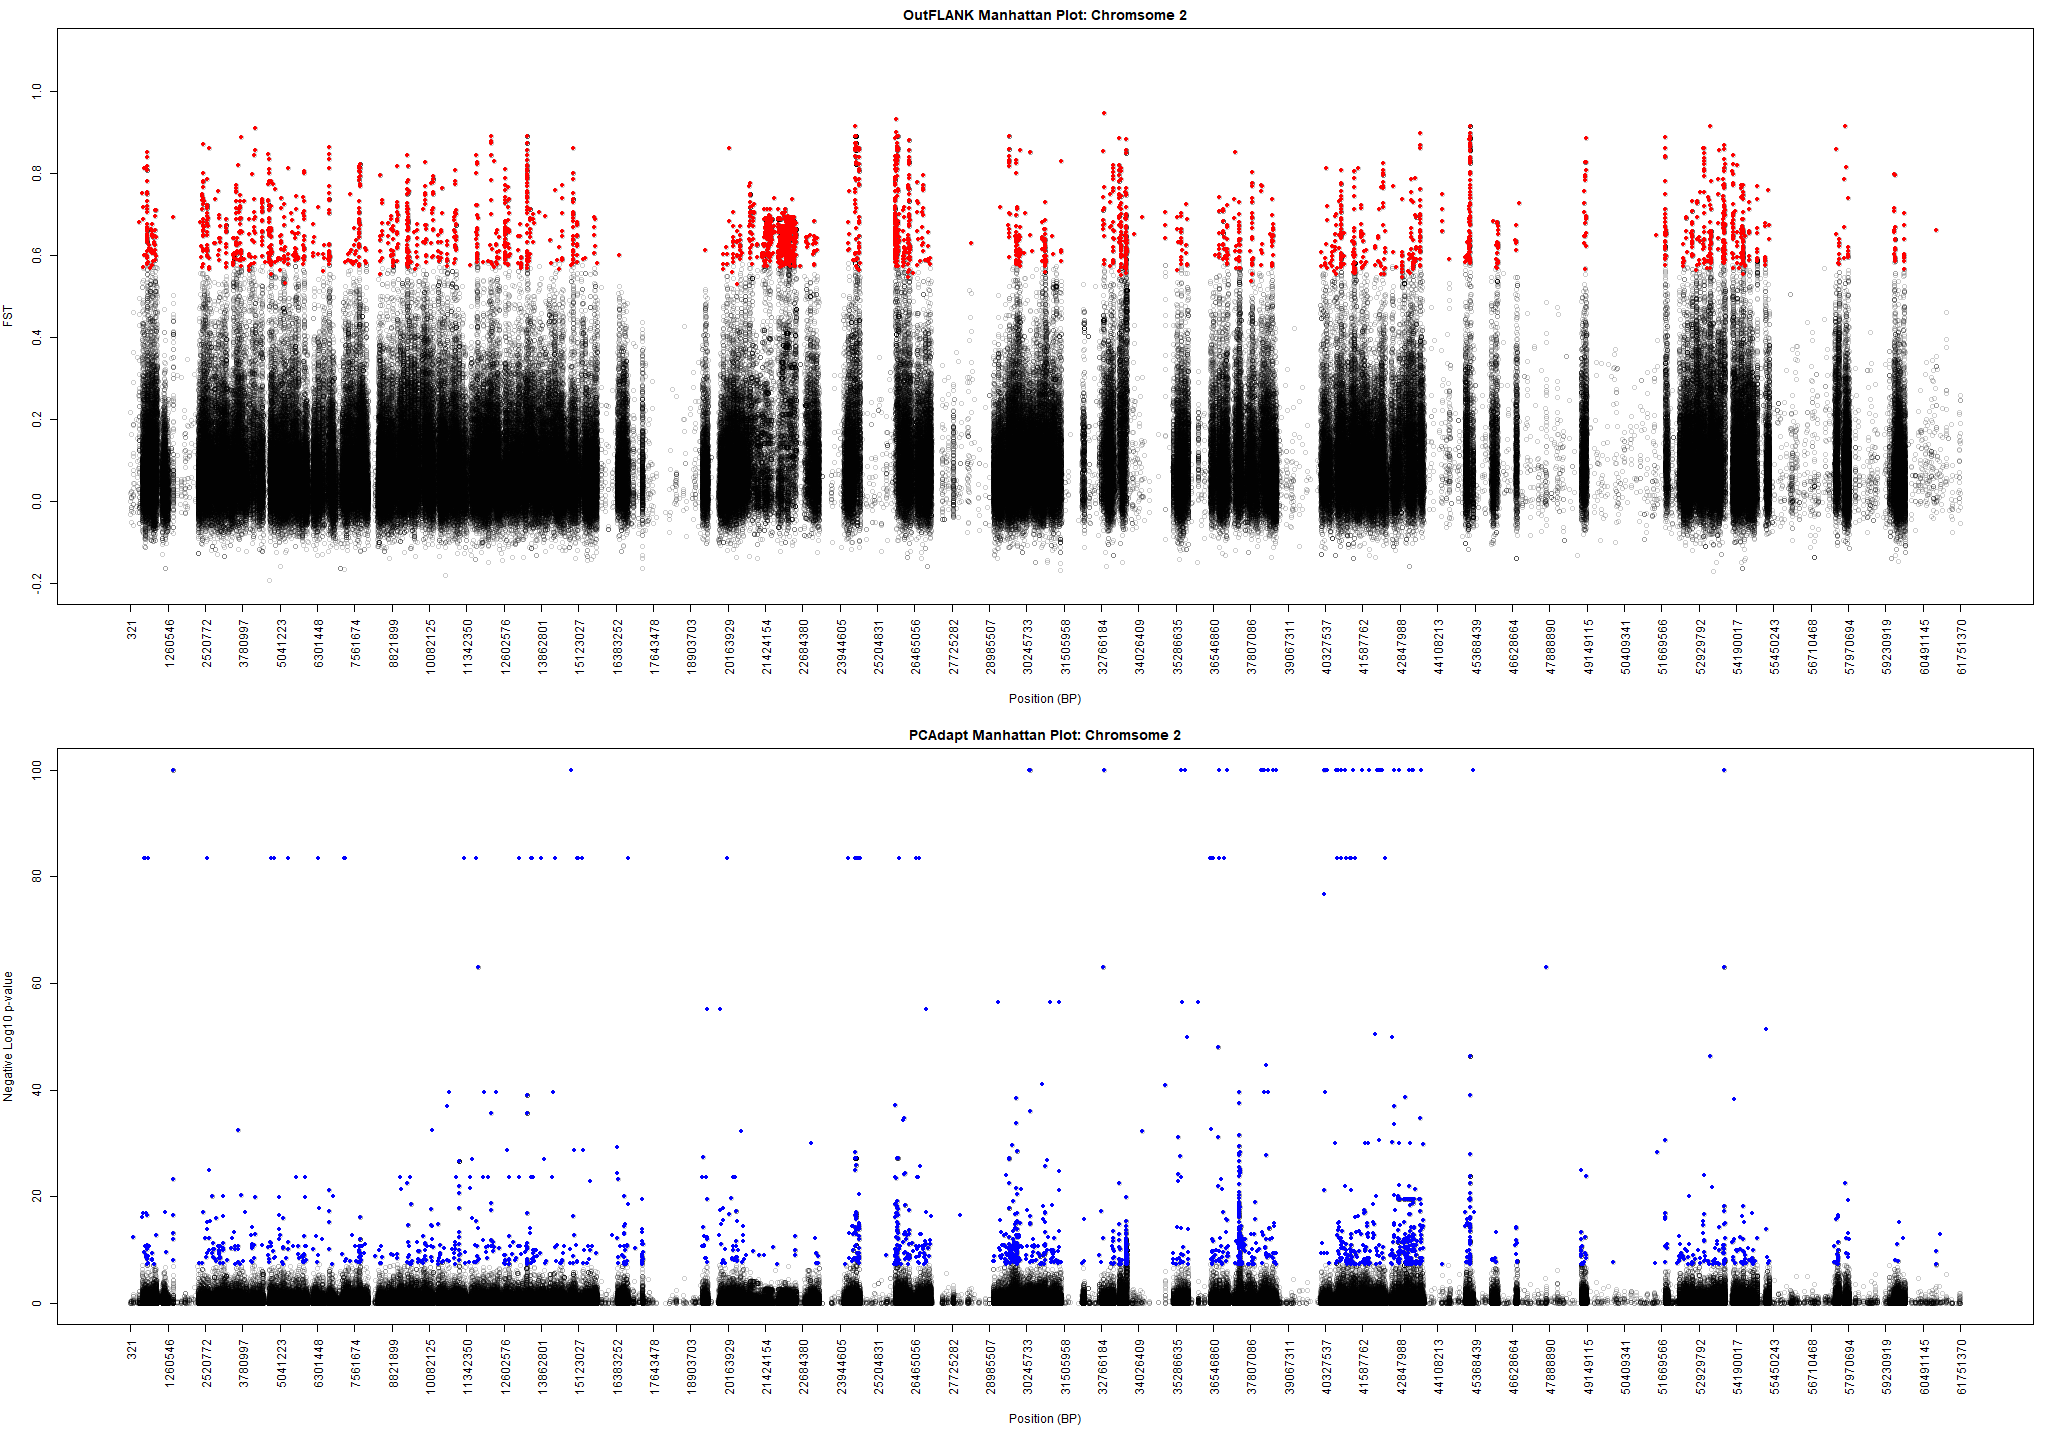 OutFLANK Manhattan Plot: Chromsome 2
FST
1.0
0.8
0.6
0.4
0.2
0.0
-0.2
321 1260546 2520772 3780997 5041223 6301448 7561674 8821899 10082125 11342350 12602576 13862801 15123027 16383252 17643478 18903703 20163929 21424154 22684380 23944605 25204831 26465056 27725282 28985507 30245733 31505958 32766184 34026409 35286635 36546860 37807086 39067311 40327537 41587762 42847988 44108213 45368439 46628664 47888890 49149115 50409341 51669566 52929792 54190017 55450243 56710468 57970694 59230919 60491145 61751370
Position (BP)
PCAdapt Manhattan Plot: Chromsome 2
Negative Log10 p-value
100
80
60
40
20
0
321 1260546 2520772 3780997 5041223 6301448 7561674 8821899 10082125 11342350 12602576 13862801 15123027 16383252 17643478 18903703 20163929 21424154 22684380 23944605 25204831 26465056 27725282 28985507 30245733 31505958 32766184 34026409 35286635 36546860 37807086 39067311 40327537 41587762 42847988 44108213 45368439 46628664 47888890 49149115 50409341 51669566 52929792 54190017 55450243 56710468 57970694 59230919 60491145 61751370
Position (BP)